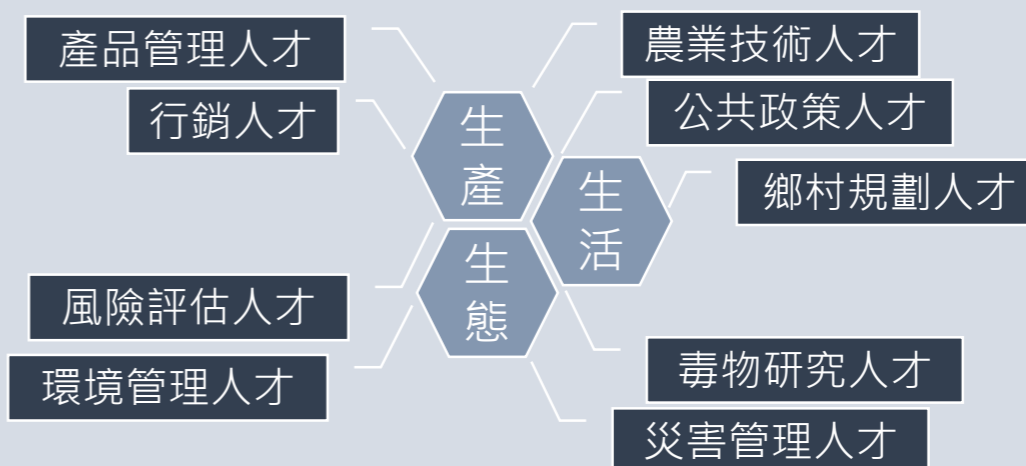 產品管理人才
行銷人才
農業技術人才
公共政策人才
鄉村規劃人才
生
產
生
活
生
態
風險評估人才
環境管理人才
毒物研究人才
災害管理人才